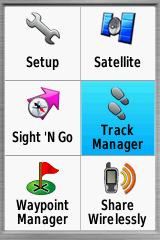 Setup
Satellite
Sight 'N Go
Track
Manager
Waypoint
Manager
Share
Wirelessly